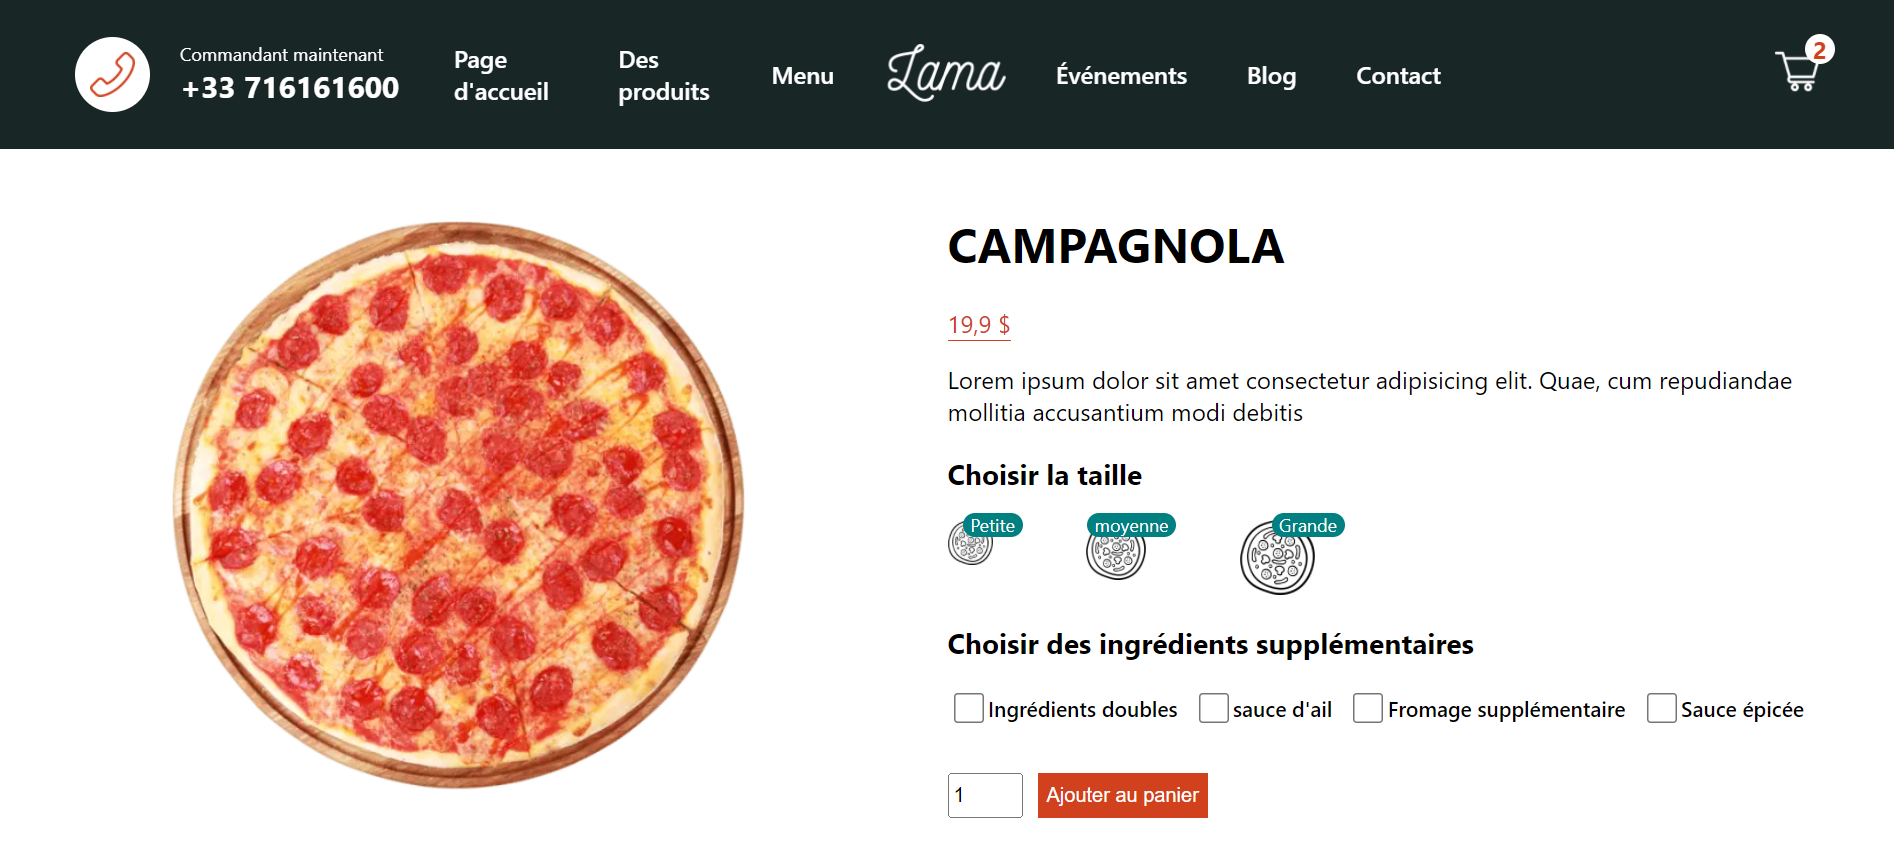 Commandant maintenant
+33 716161600
Page
d'accueil
Des
produits
Menu
Lama
Événements
Blog
Contact
2
CAMPAGNOLA
19,9 $
Lorem ipsum dolor sit amet consectetur adipisicing elit. Quae, cum repudiandae
mollitia accusantium modi debitis
Choisir la taille
Petite
moyenne
Grande
Choisir des ingrédients supplémentaires
Ingrédients doubles
sauce d'ail
Fromage supplémentaire
Sauce épicée
1
Ajouter au panier